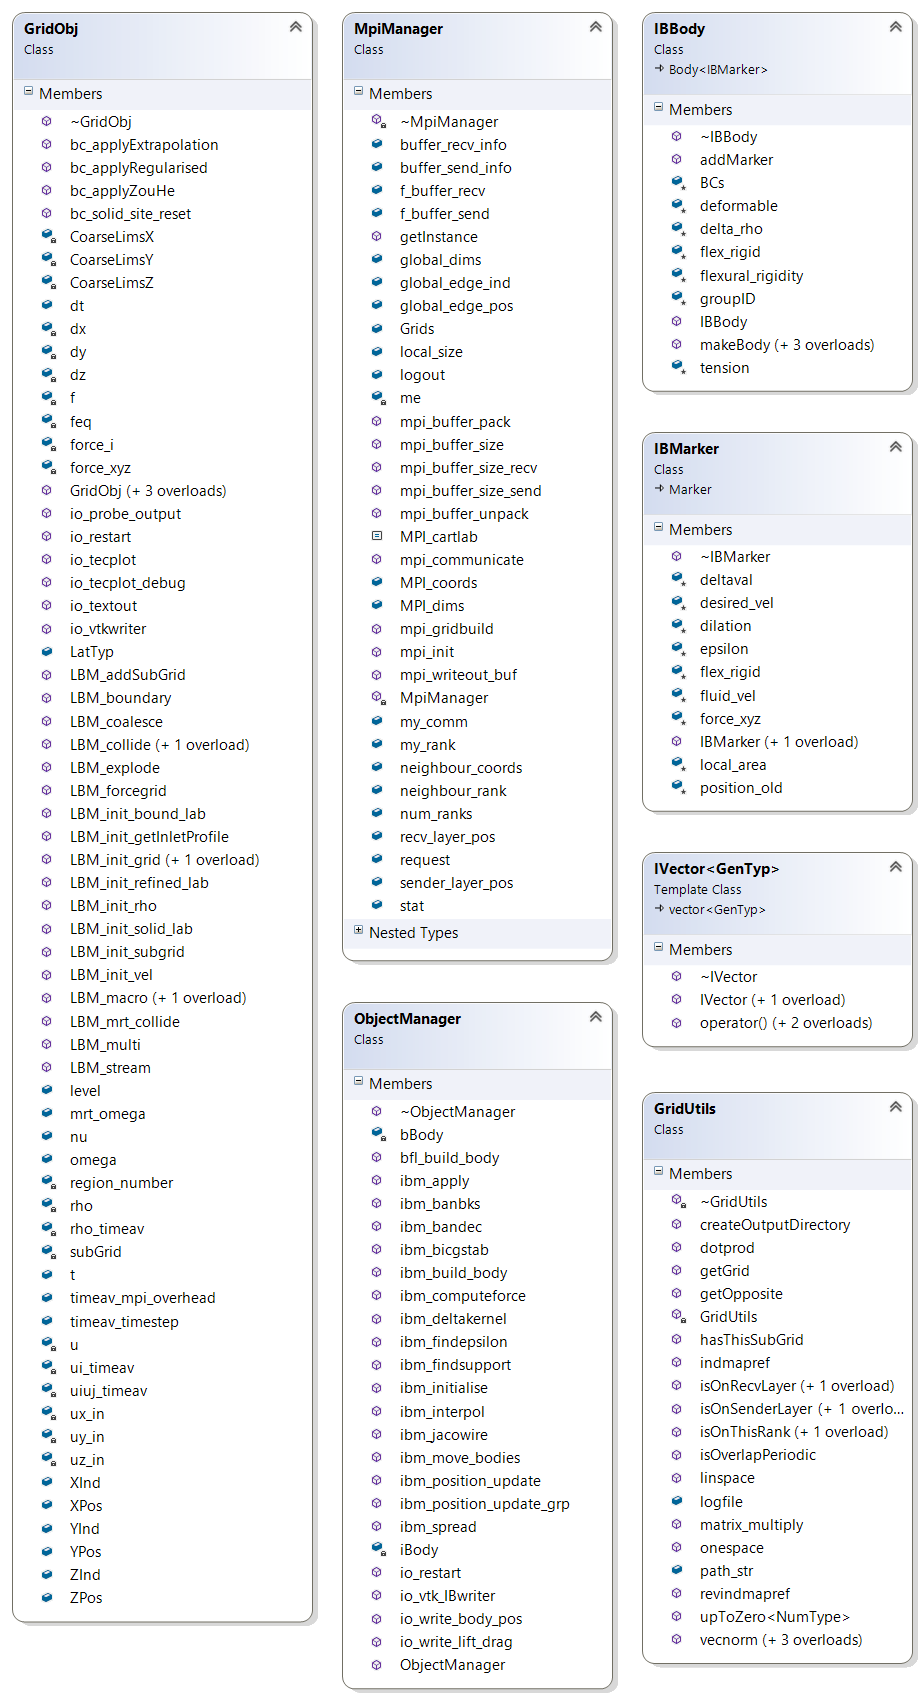 GridObj
Class
Members
~GridObj
bc_applyExtrapolation
bc_applyRegularised
bc_applyZouHe
bc_solid_site_reset
CoarseLimsX
CoarseLimsY
CoarseLimsZ
dt
dx
dy
dz
f
feq
force_i
force_xyz
GridObj (+ 3 overloads)
io_probe_output
io_restart
io_tecplot
io_tecplot_debug
io_textout
io_vtkwriter
LatTyp
LBM_addSubGrid
LBM_boundary
LBM_coalesce
LBM_collide (+ 1 overload)
LBM_explode
LBM_forcegrid
LBM_init_bound_lab
LBM_init_getInletProfile
LBM_init_grid (+ 1 overload)
LBM_init_refined_lab
LBM_init_rho
LBM_init_solid_lab
LBM_init_subgrid
LBM_init_vel
LBM_macro (+ 1 overload)
LBM_mrt_collide
LBM_multi
LBM_stream
level
mrt_omega
nu
omega
region_number
rho
rho_timeav
subGrid
t
timeav_mpi_overhead
timeav_timestep
u
ui_timeav
uiuj_timeav
ux_in
uy_in
uz_in
XInd
XPos
YInd
YPos
ZInd
ZPos
MpiManager
Class
Members
~MpiManager
buffer_recv_info
buffer_send_info
f_buffer_recv
f_buffer_send
getInstance
global_dims
global_edge_ind
global_edge_pos
Grids
local_size
logout
me
mpi_buffer_pack
mpi_buffer_size
mpi_buffer_size_recv
mpi_buffer_size_send
mpi_buffer_unpack
MPI_cartlab
mpi_communicate
MPI_coords
MPI_dims
mpi_gridbuild
mpi_init
mpi_writeout_buf
MpiManager
my_comm
my_rank
neighbour_coords
neighbour_rank
num_ranks
recv_layer_pos
request
sender_layer_pos
stat
Nested Types
ObjectManager
Class
Members
~ObjectManager
bBody
bfl_build_body
ibm_apply
ibm_banbks
ibm_bandec
ibm_bicgstab
ibm_build_body
ibm_computeforce
ibm_deltakernel
ibm_findepsilon
ibm_findsupport
ibm_initialise
ibm_interpol
ibm_jacowire
ibm_move_bodies
ibm_position_update
ibm_position_update_grp
ibm_spread
iBody
io_restart
io_vtk_IBwriter
io_write_body_pos
io_write_lift_drag
ObjectManager
IBBody
Class
Body<IBMarker>
Members
~IBBody
addMarker
BCs
deformable
delta_rho
flex_rigid
flexural_rigidity
groupID
IBBody
makeBody (+ 3 overloads)
tension
IBMarker
Class
Marker
Members
~IBMarker
deltaval
desired_vel
dilation
epsilon
flex_rigid
fluid_vel
force_xyz
IBMarker (+ 1 overload)
local_area
position_old
IVector<GenTyp>
Template Class
vector<GenTyp>
Members
~IVector
IVector (+ 1 overload)
operator() (+ 2 overloads)
GridUtils
Class
Members
~GridUtils
createOutputDirectory
dotprod
getGrid
getOpposite
GridUtils
hasThisSubGrid
indmapref
isOnRecvLayer (+ 1 overload)
isOnSenderLayer (+ 1 overlo...
isOnThisRank (+ 1 overload)
isOverlapPeriodic
linspace
logfile
matrix_multiply
onespace
path_str
revindmapref
upToZero<NumType>
vecnorm (+ 3 overloads)